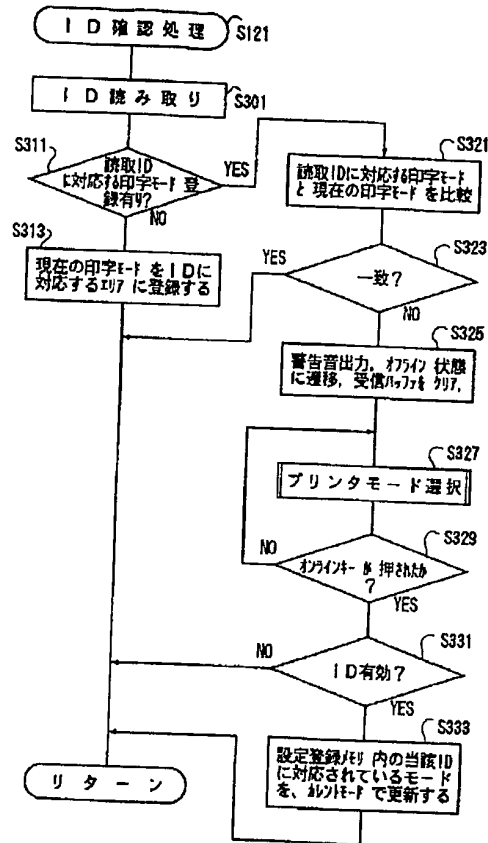 ID確認処理
S121
ID読み取り
S301
S311
読取ID
に対応する印字モード登
録有り?
YES
NO
S313
現在の印字モードをIDに
対応するエリアに登録する
S321
読取IDに対応する印字モード
と現在の印字モードを比較
S323
YES
一致?
NO
S325
警告音出力，オフライン状態
に遷移，受信バッファをクリア．
S327
プリンタモード選択
S329
NO
オンラインキーが押されたか
?
YES
S331
NO
ID有効?
YES
S333
設定登録メモリ内の当該ID
に対応されているモード
を、カレントモードで更新する
リターン